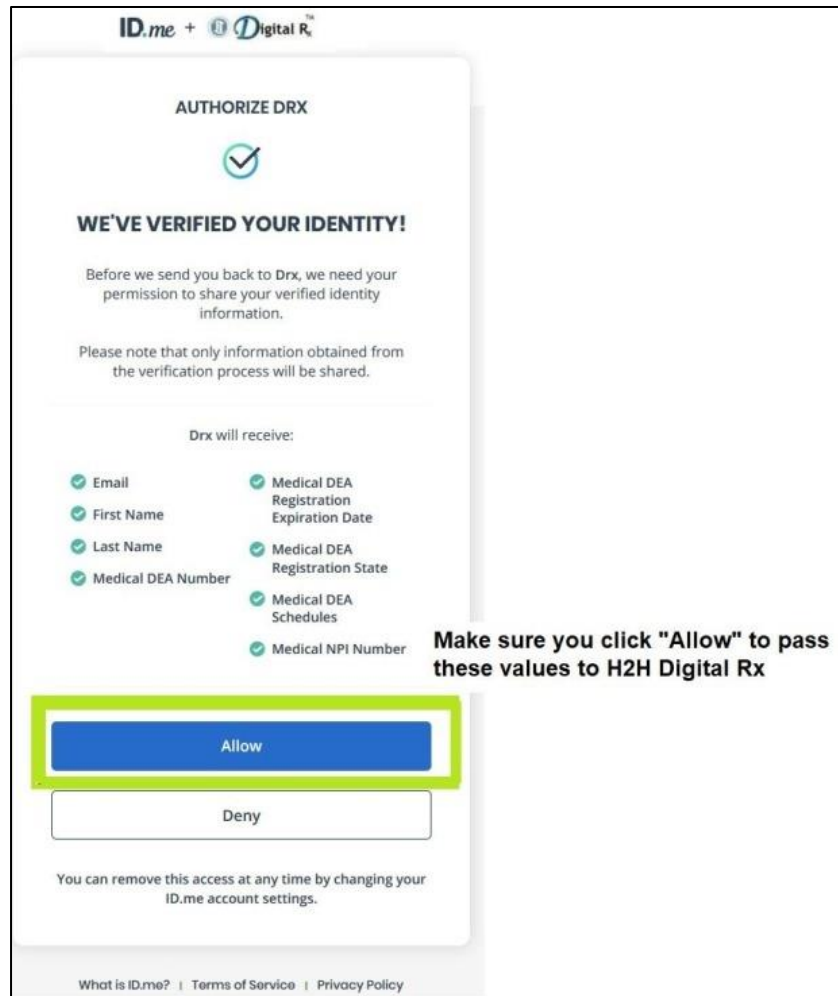 ID.me + Digital Rx™
AUTHORIZE DRX
WE'VE VERIFIED YOUR IDENTITY!
Before we send you back to Drx, we need your
permission to share your verified identity
information.
Please note that only information obtained from
the verification process will be shared.
Drx will receive:
Email
First Name
Last Name
Medical DEA Number
Medical DEA
Registration
Expiration Date
Medical DEA
Registration State
Medical DEA
Schedules
Medical NPI Number
Make sure you click "Allow" to pass
these values to H2H Digital Rx
Allow
Deny
You can remove this access at any time by changing your
ID.me account settings.
What is ID.me? | Terms of Service | Privacy Policy